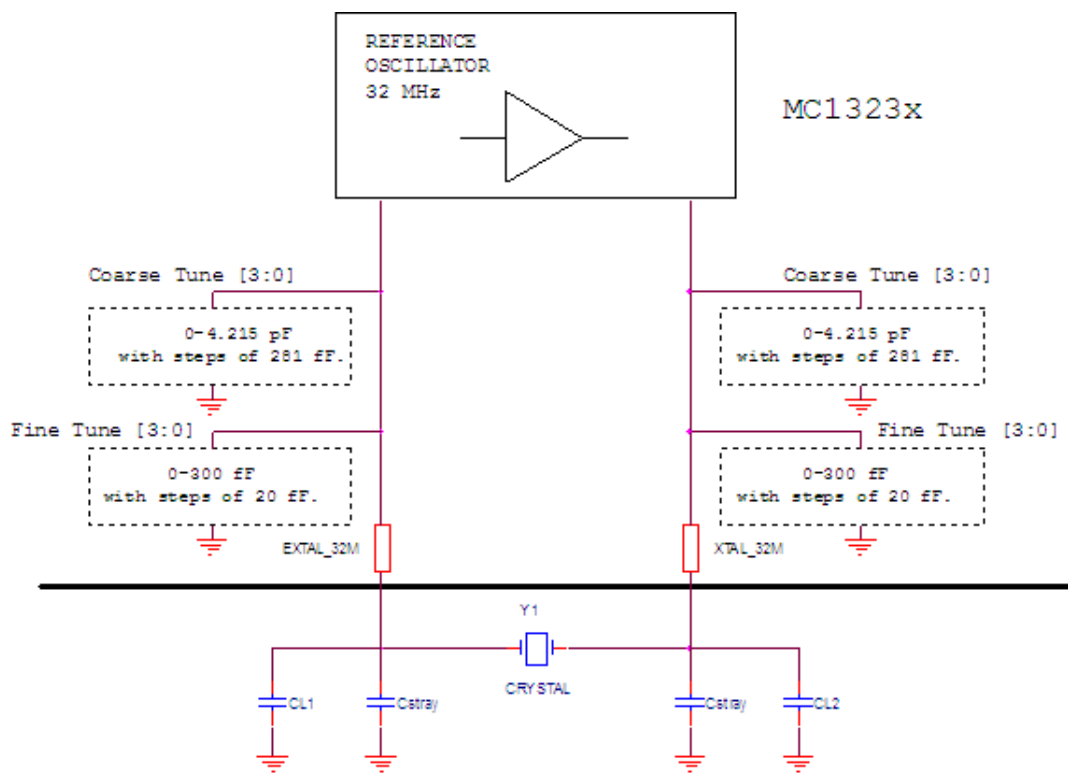 REFERENCE
OSCILLATOR
32 MHz
MC1323x
Coarse Tune [3:0]
Coarse Tune [3:0]
0-4.215 pF
with steps of 281 fF.
0-4.215 pF
with steps of 281 fF.
Fine Tune [3:0]
Fine Tune [3:0]
0-300 fF
with steps of 20 fF.
0-300 fF
with steps of 20 fF.
EXTAL_32M
XTAL_32M
Y1
CRYSTAL
CL1
Cstray
Cstray
CL2